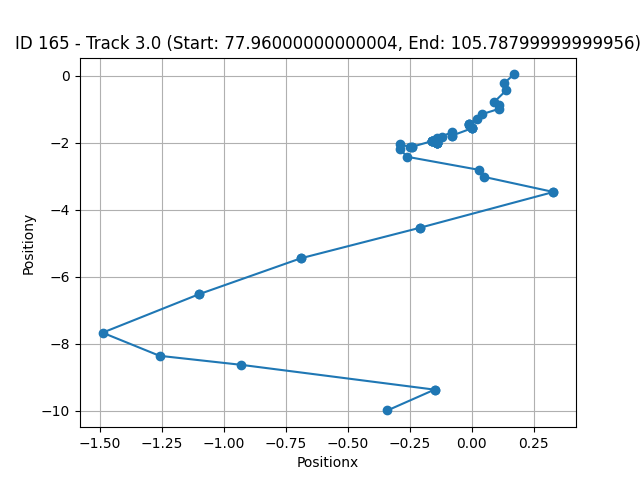 ID 165 - Track 3.0 (Start: 77.96000000000004, End: 105.78799999999956)
0
−2
−4
−6
−8
−10
Positiony
−1.50 −1.25 −1.00 −0.75 −0.50 −0.25 0.00 0.25
Positionx